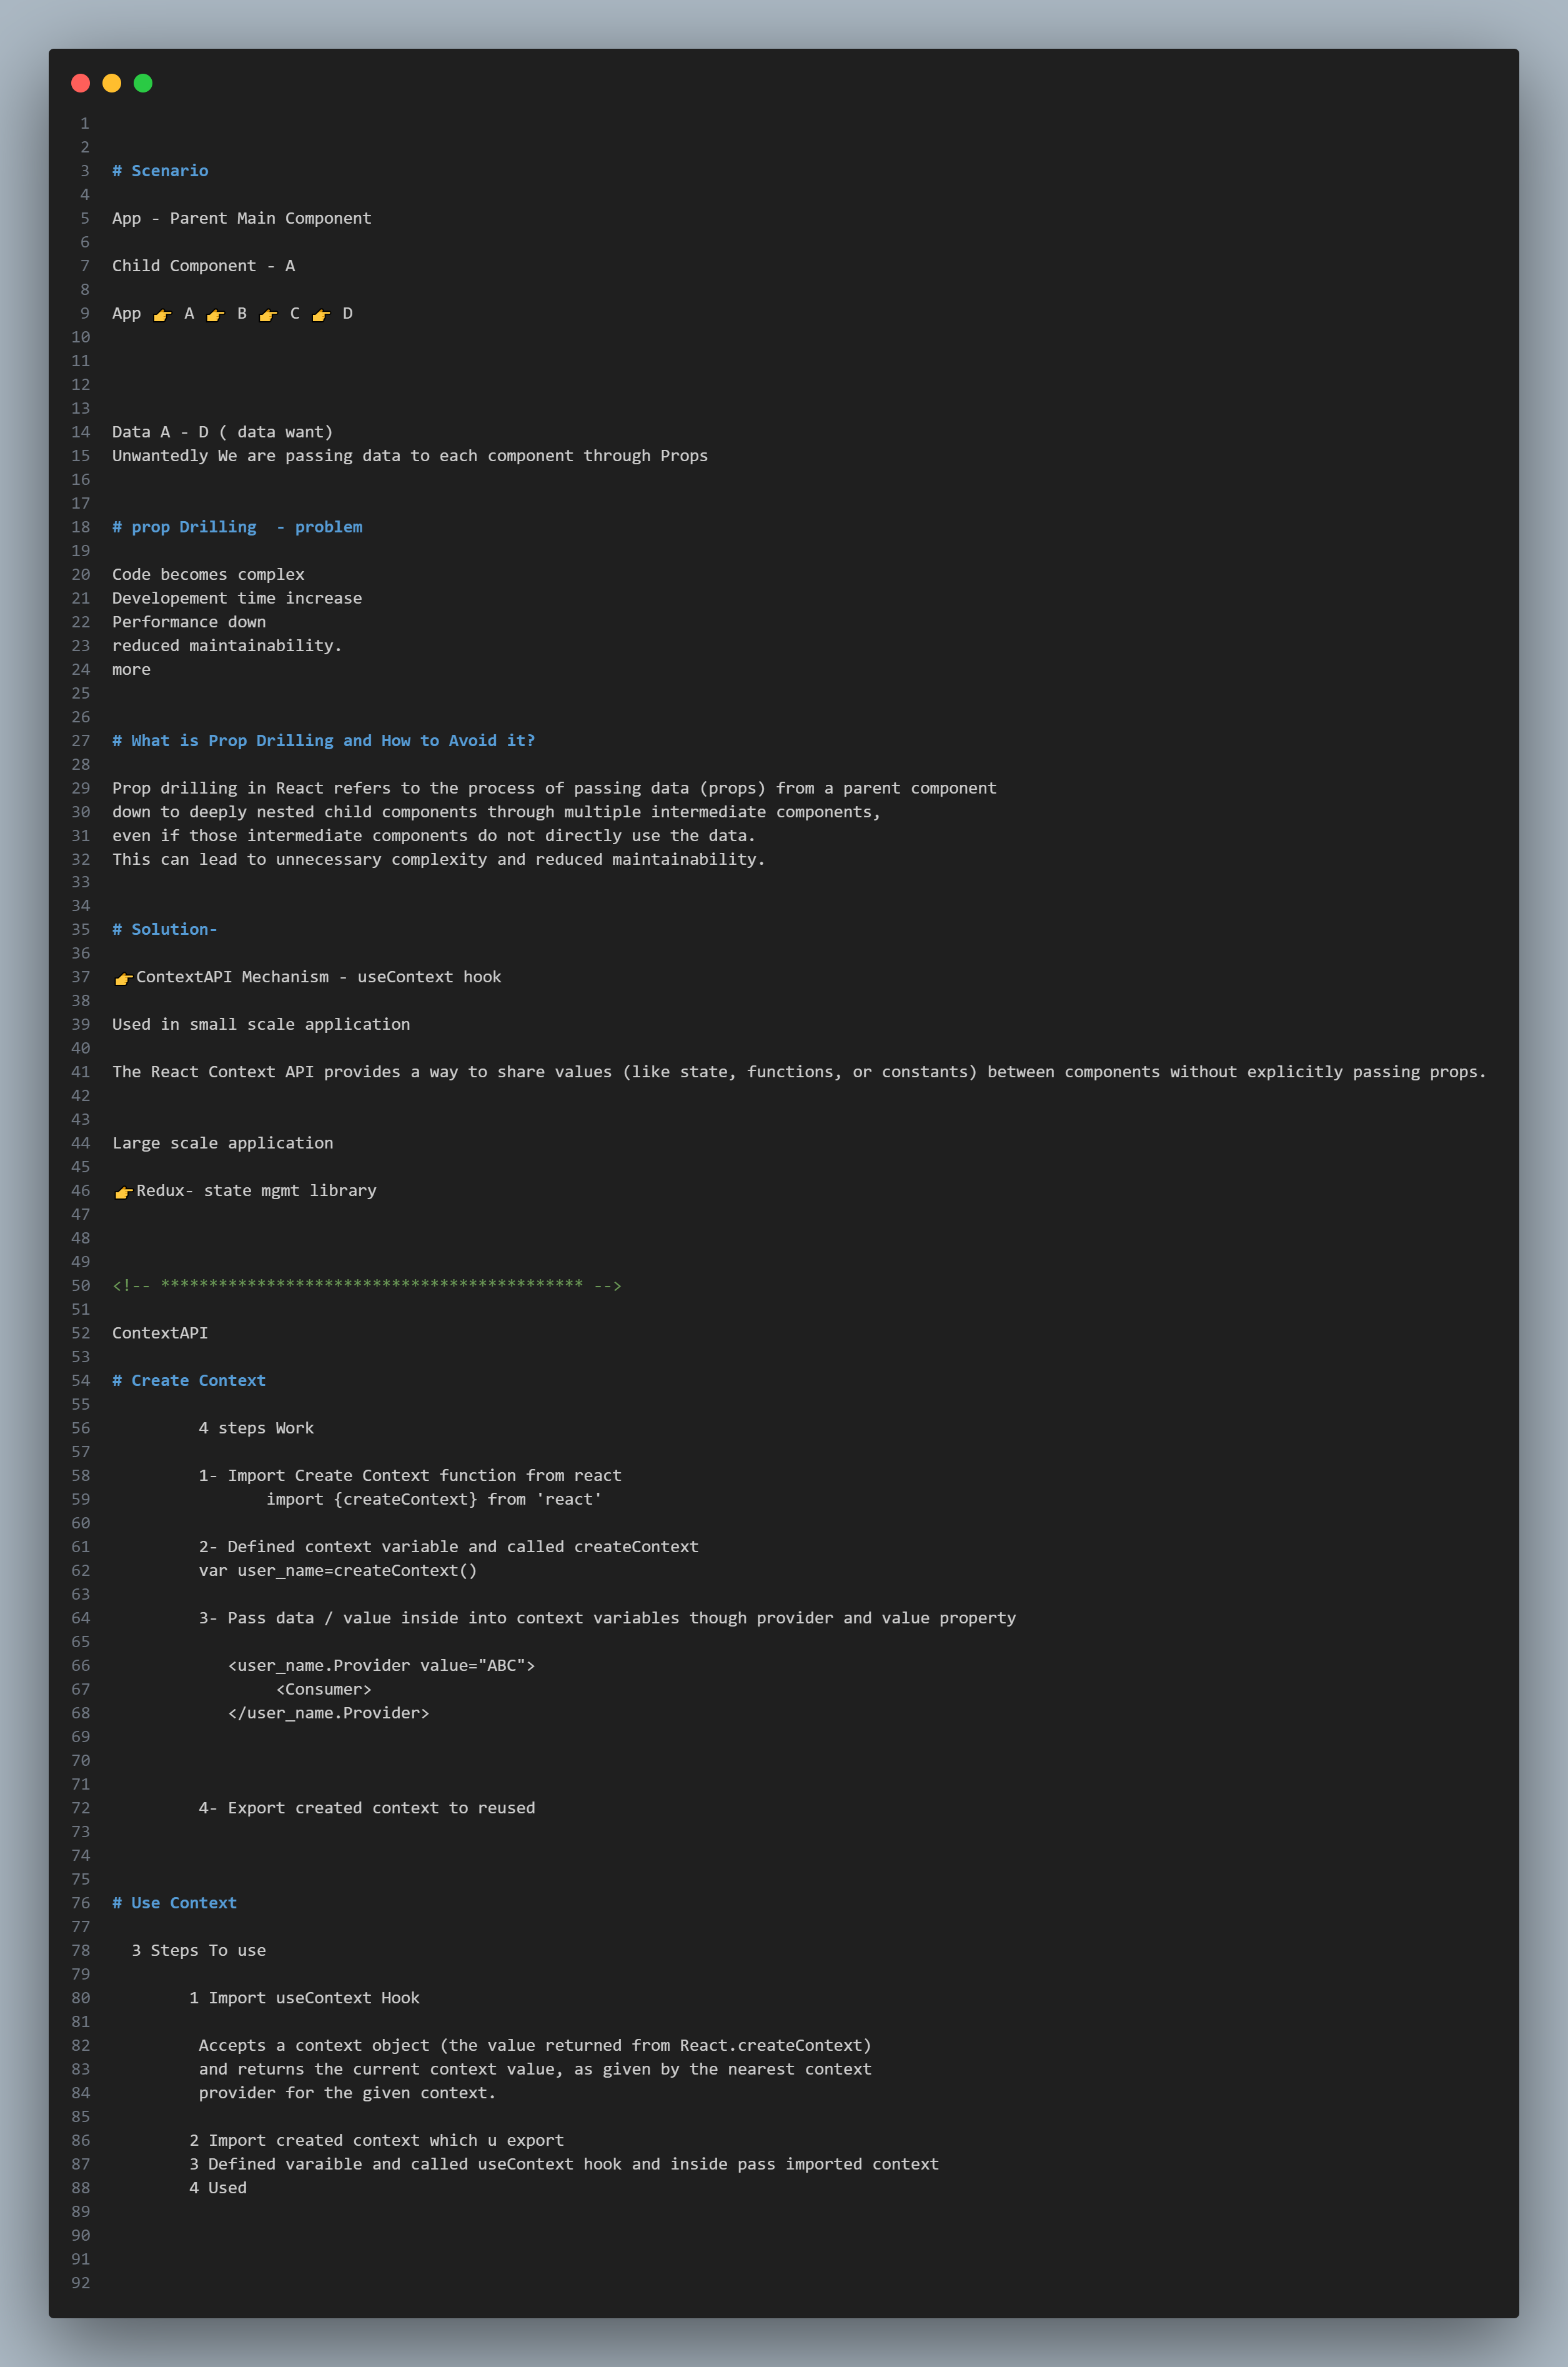 1
2
3 # Scenario
4
5 App - Parent Main Component
6
7 Child Component - A
8
9 App 👉 A 👉 B 👉 C 👉 D
10
11
12
13
14 Data A - D ( data want)
15 Unwantedly We are passing data to each component through Props
16
17
18 # prop Drilling  - problem
19
20 Code becomes complex
21 Developement time increase
22 Performance down
23 reduced maintainability.
24 more
25
26
27 # What is Prop Drilling and How to Avoid it?
28
29 Prop drilling in React refers to the process of passing data (props) from a parent component
30 down to deeply nested child components through multiple intermediate components,
31 even if those intermediate components do not directly use the data.
32 This can lead to unnecessary complexity and reduced maintainability.
33
34
35 # Solution-
36
37 👉ContextAPI Mechanism - useContext hook
38
39 Used in small scale application
40
41 The React Context API provides a way to share values (like state, functions, or constants) between components without explicitly passing props.
42
43
44 Large scale application
45
46 👉Redux- state mgmt library
47
48
49
50 <!-- ******************************************** -->
51
52 ContextAPI
53
54 # Create Context
55
56          4 steps Work
57
58          1- Import Create Context function from react
59                 import {createContext} from 'react'
60
61          2- Defined context variable and called createContext
62          var user_name=createContext()
63
64          3- Pass data / value inside into context variables though provider and value property
65
66             <user_name.Provider value="ABC">
67                  <Consumer>
68             </user_name.Provider>
69
70
71
72          4- Export created context to reused
73
74
75
76 # Use Context
77
78   3 Steps To use
79
80         1 Import useContext Hook
81
82          Accepts a context object (the value returned from React.createContext)
83          and returns the current context value, as given by the nearest context
84          provider for the given context.
85
86         2 Import created context which u export
87         3 Defined varaible and called useContext hook and inside pass imported context
88         4 Used
89
90
91
92